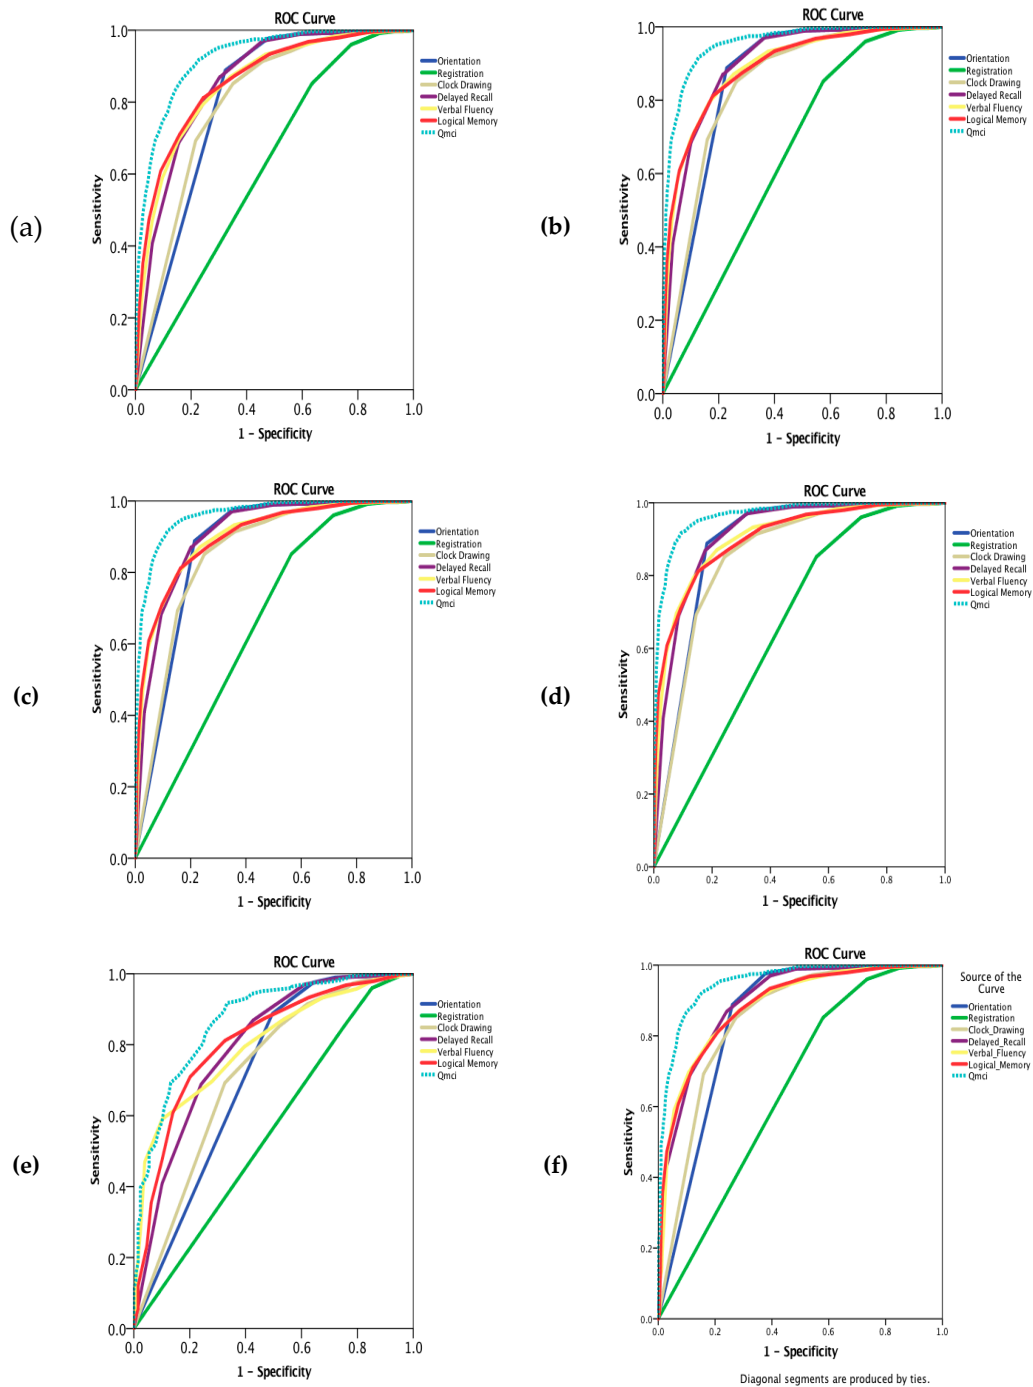 (a)
ROC Curve
Sensitivity
1.0
0.8
0.6
0.4
0.2
0.0
0.0 0.2 0.4 0.6 0.8 1.0
1 – Specificity
Orientation
Registration
Clock Drawing
Delayed Recall
Verbal Fluency
Logical Memory
Qmci
(b)
ROC Curve
Sensitivity
1.0
0.8
0.6
0.4
0.2
0.0
0.0 0.2 0.4 0.6 0.8 1.0
1 – Specificity
Orientation
Registration
Clock Drawing
Delayed Recall
Verbal Fluency
Logical Memory
Qmci
(c)
ROC Curve
Sensitivity
1.0
0.8
0.6
0.4
0.2
0.0
0.0 0.2 0.4 0.6 0.8 1.0
1 – Specificity
Orientation
Registration
Clock Drawing
Delayed Recall
Verbal Fluency
Logical Memory
Qmci
(d)
ROC Curve
Sensitivity
1.0
0.8
0.6
0.4
0.2
0.0
0.0 0.2 0.4 0.6 0.8 1.0
1 – Specificity
Orientation
Registration
Clock Drawing
Delayed Recall
Verbal Fluency
Logical Memory
Qmci
(e)
ROC Curve
Sensitivity
1.0
0.8
0.6
0.4
0.2
0.0
0.0 0.2 0.4 0.6 0.8 1.0
1 – Specificity
Orientation
Registration
Clock Drawing
Delayed Recall
Verbal Fluency
Logical Memory
Qmci
(f)
ROC Curve
Sensitivity
1.0
0.8
0.6
0.4
0.2
0.0
0.0 0.2 0.4 0.6 0.8 1.0
1 – Specificity
Source of the
Curve
Orientation
Registration
Clock_Drawing
Delayed_Recall
Verbal_Fluency
Logical_Memory
Qmci
Diagonal segments are produced by ties.